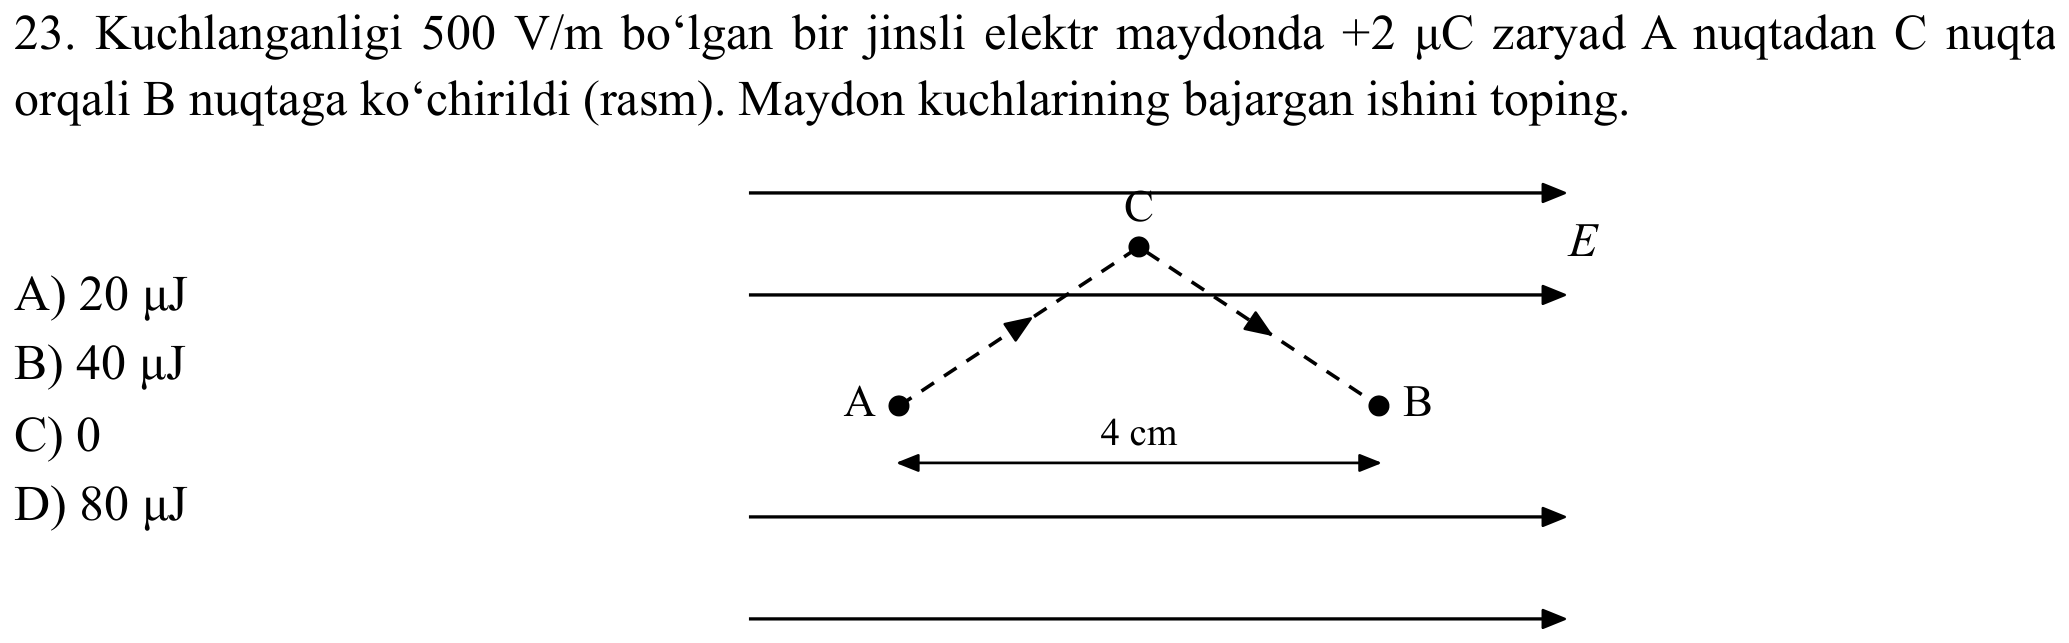 23. Kuchlanganligi 500 V/m bo‘lgan bir jinsli elektr maydonda +2 μC zaryad A nuqtadan C nuqta
orqali B nuqtaga ko‘chirildi (rasm). Maydon kuchlarining bajargan ishini toping.
C
E
A) 20 μJ
B) 40 μJ
A
B
4 cm
C) 0
D) 80 μJ